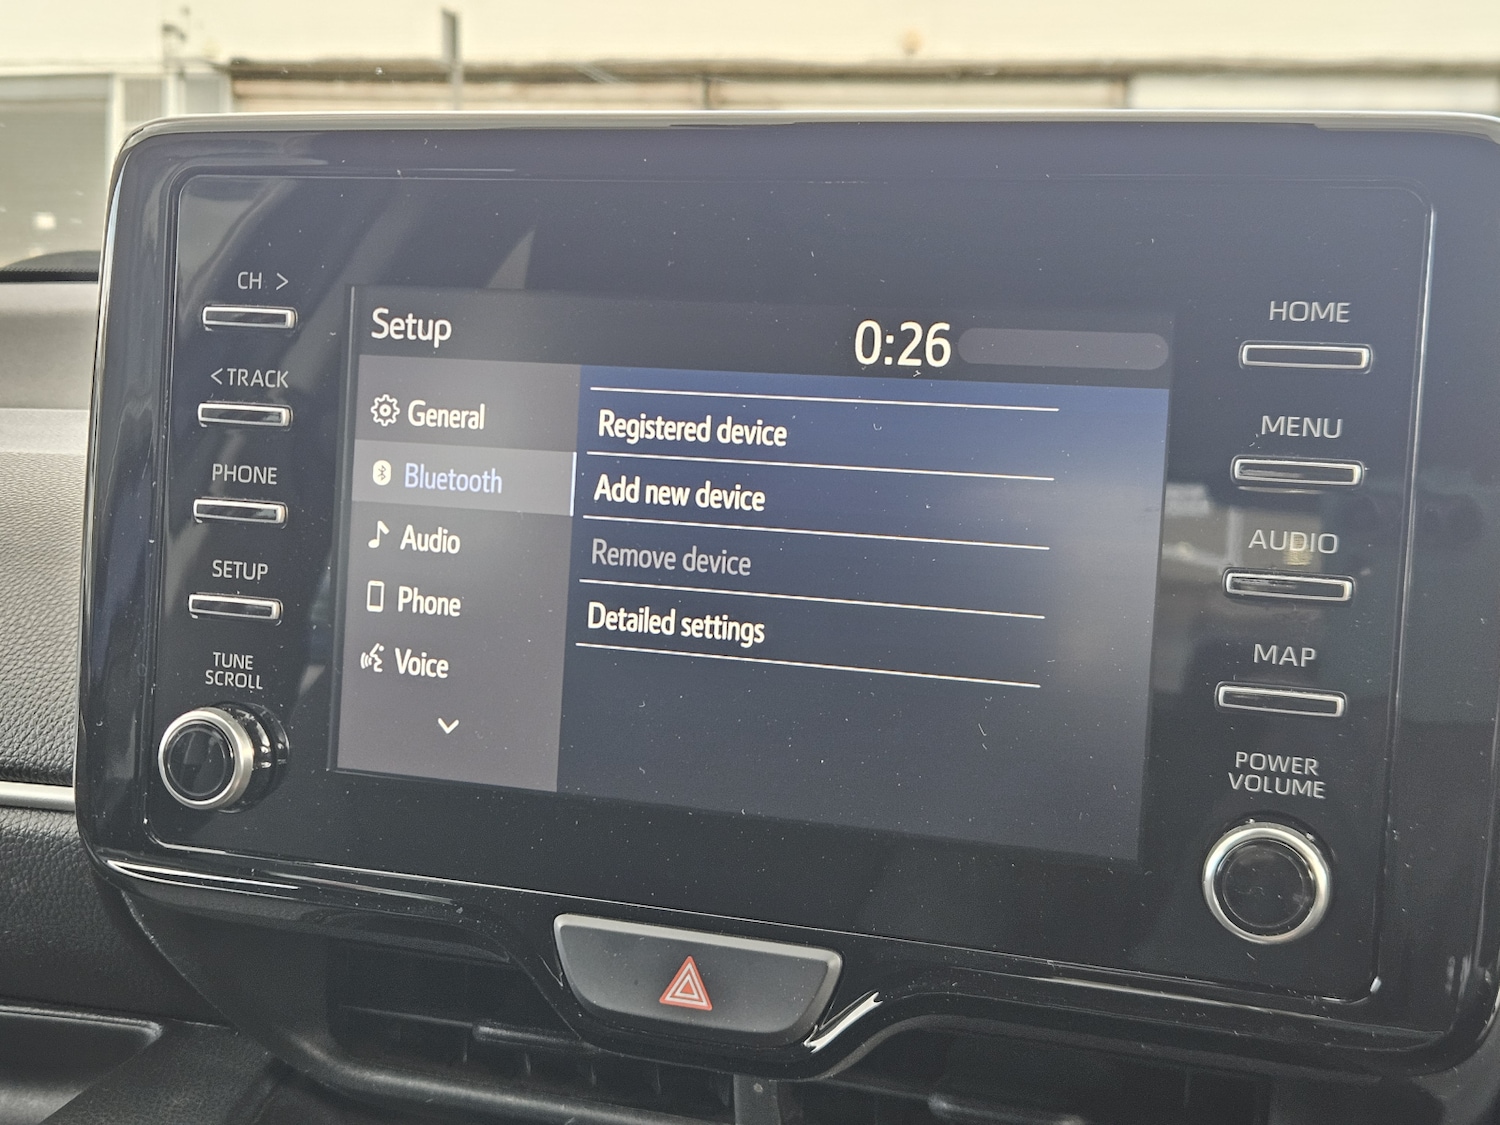 CH >
< TRACK
PHONE
SETUP
TUNE
SCROLL
Setup
0:26
General
Bluetooth
Audio
Phone
Voice
Registered device
Add new device
Remove device
Detailed settings
HOME
MENU
AUDIO
MAP
POWER
VOLUME